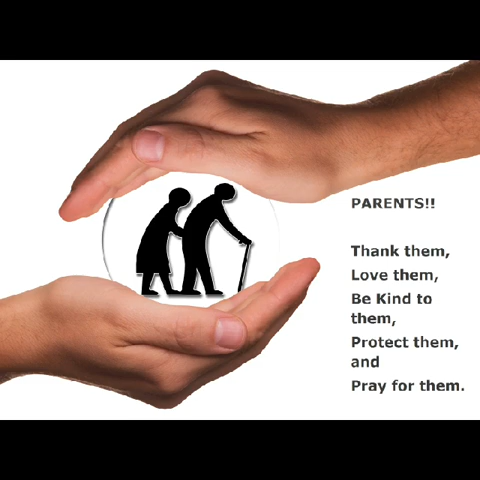 PARENTS!!
Thank them,
Love them,
Be Kind to
them,
Protect them,
and
Pray for them.